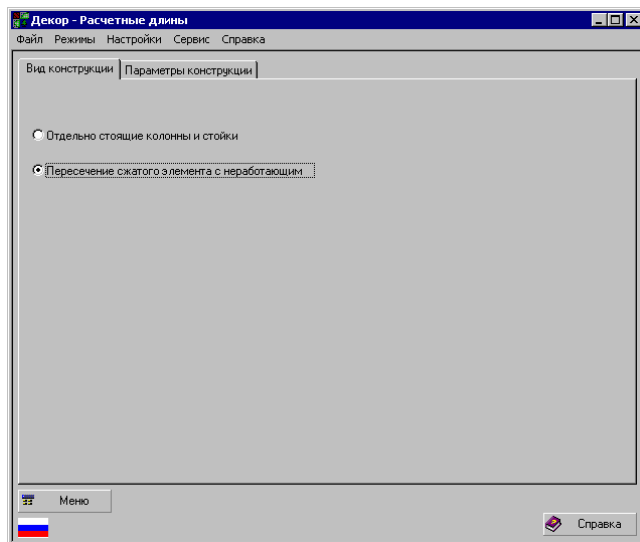 Декор - Расчетные длины
Файл Режимы Настройки Сервис Справка
Вид конструкции Параметры конструкции
Отдельно стоящие колонны и стойки
Пересечение сжатого элемента с неработающим
Меню
Справка